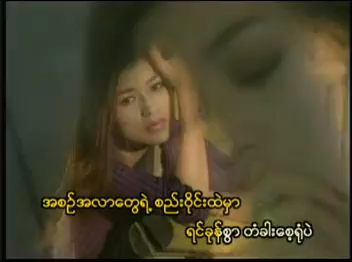 အစဉ်အလာတွေရဲ့ စည်းဝိုင်းထဲမှာ
ရင်ခုန်စွာ တံခါးစေ့ရုံပဲ